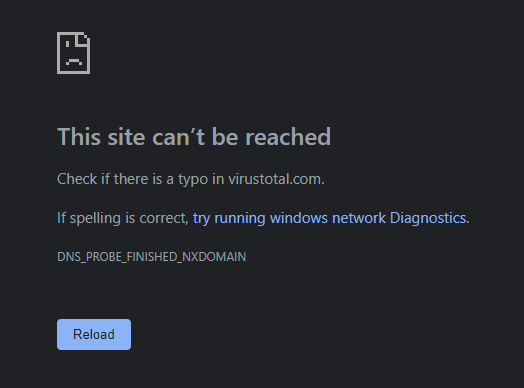 This site can't be reached
Check if there is a typo in virustotal.com.
If spelling is correct, try running windows network Diagnostics.
DNS_PROBE_FINISHED_NXDOMAIN
Reload